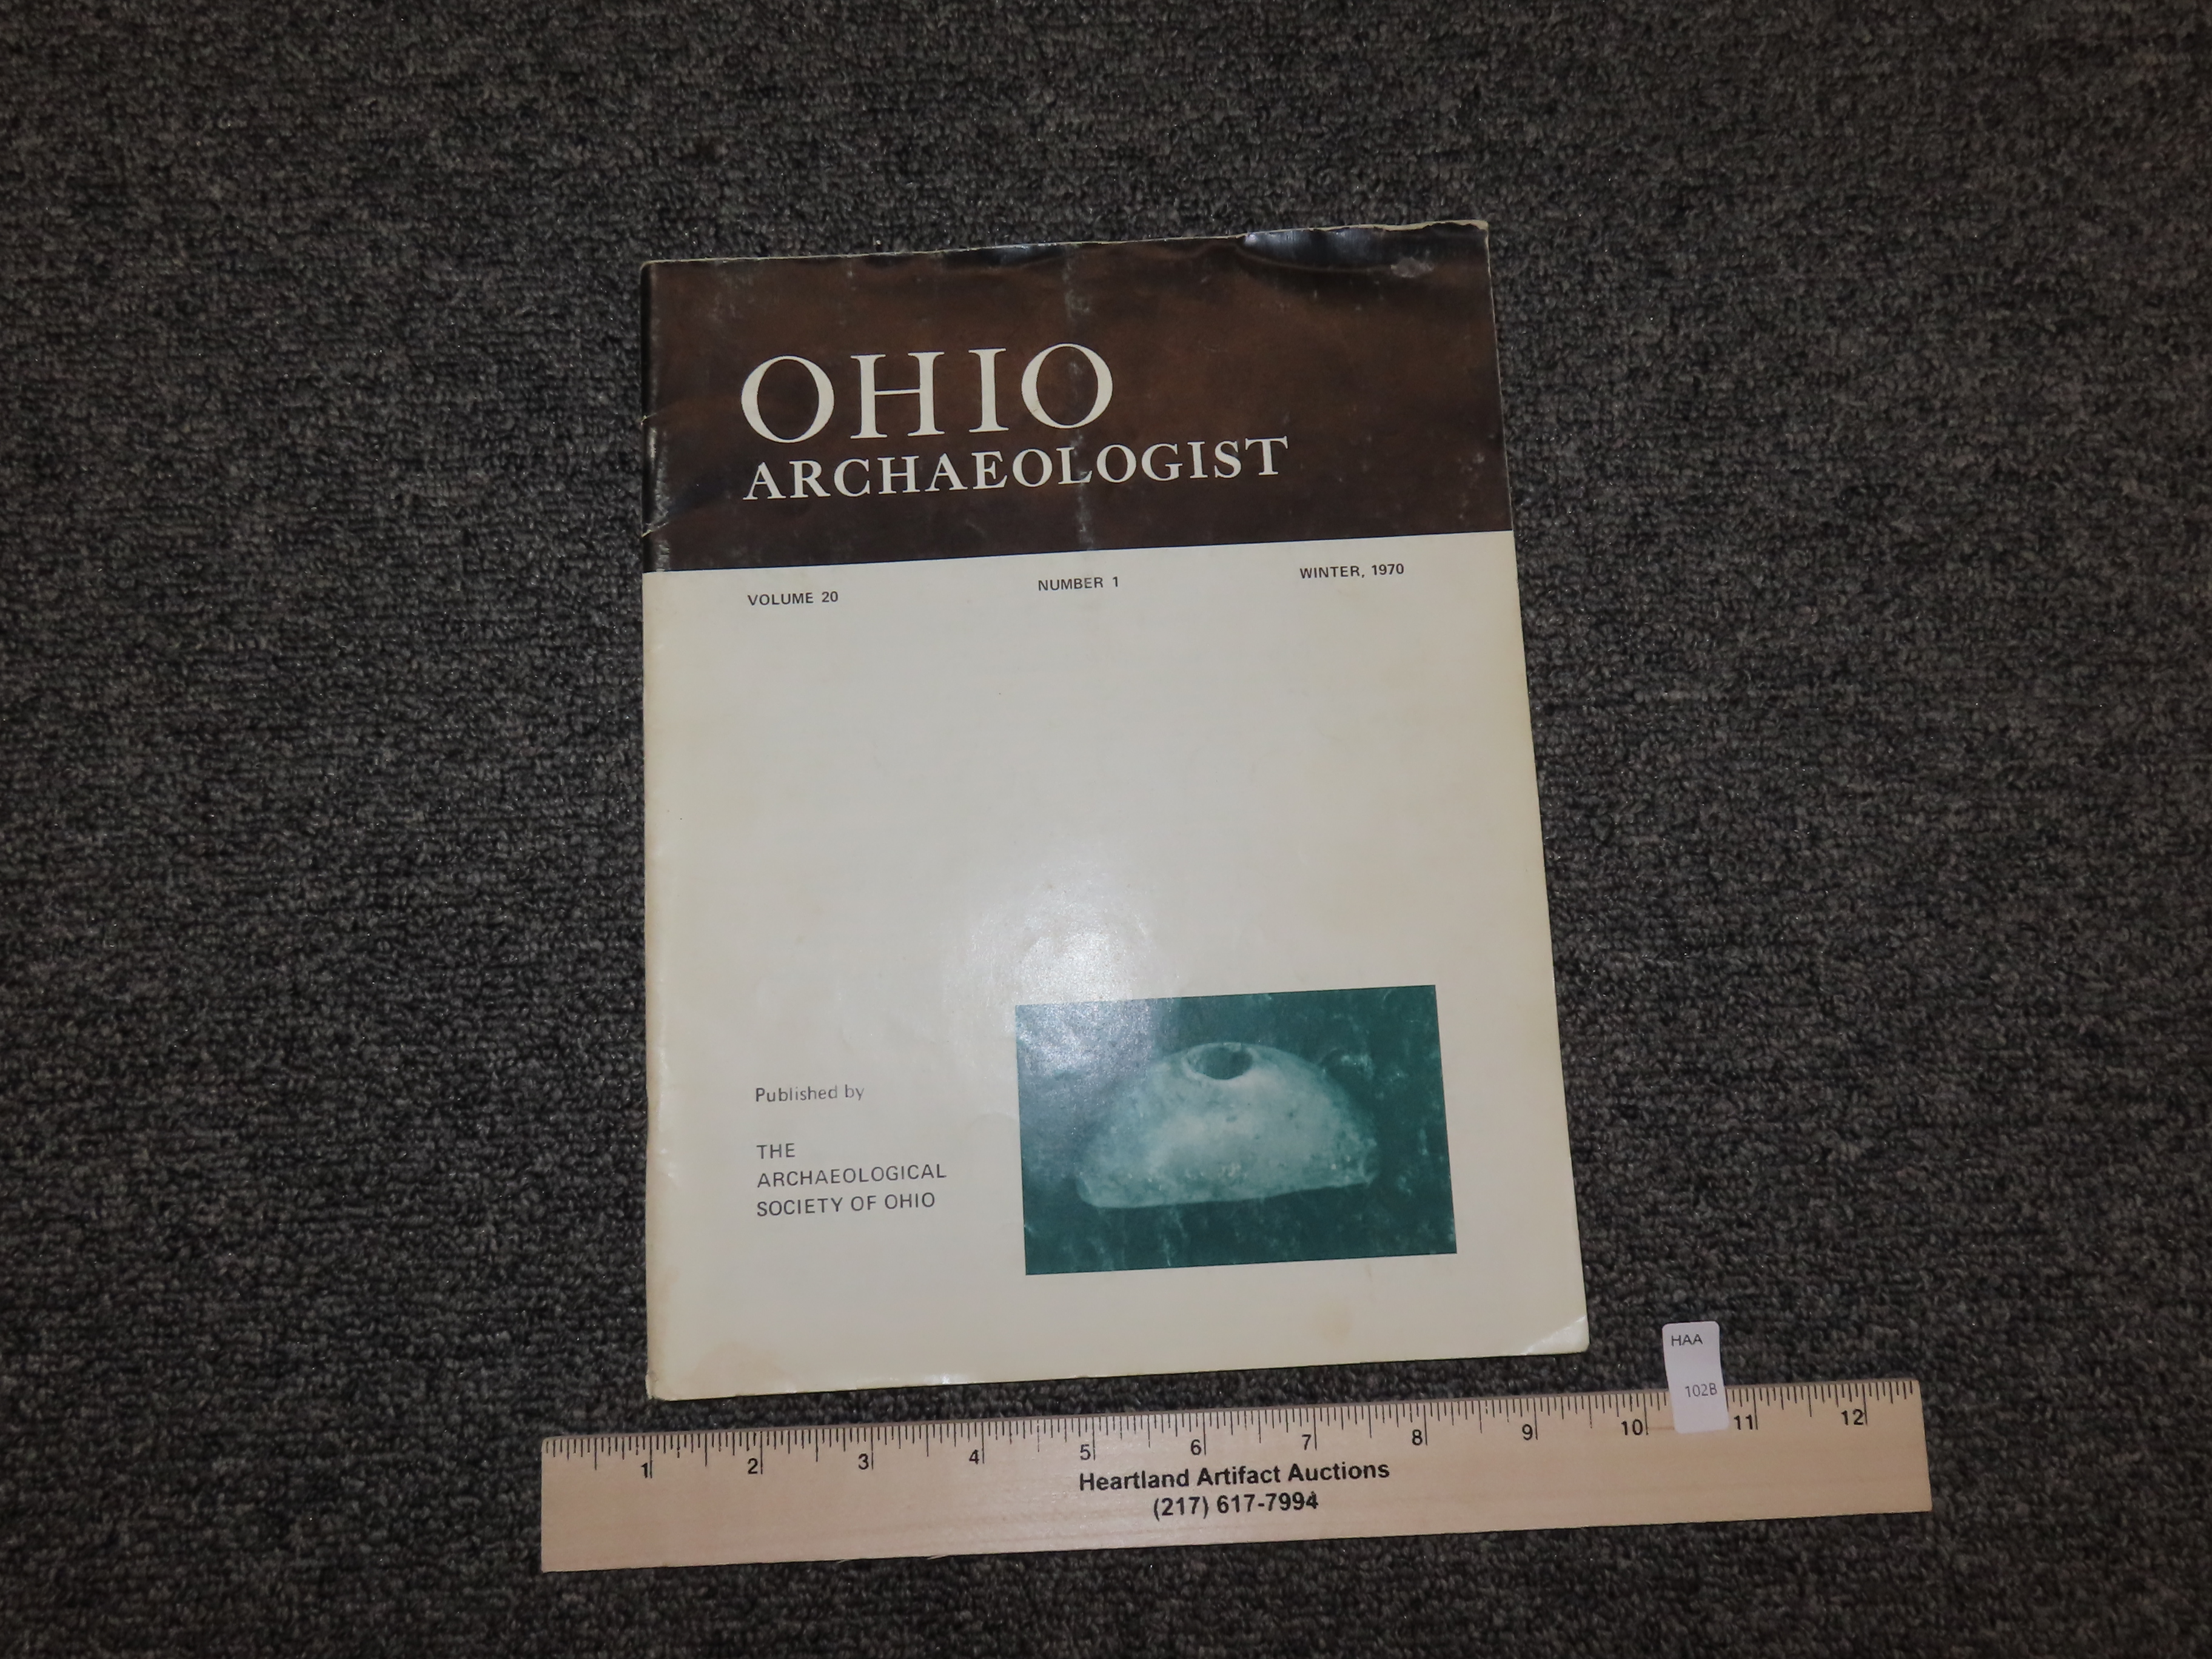 OHIO
ARCHAEOLOGIST
VOLUME 20 NUMBER 1 WINTER, 1970
Published by
THE
ARCHAEOLOGICAL
SOCIETY OF OHIO
HAA
102B
1 2 3 4 5 6 7 8 9 10 11 12
Heartland Artifact Auctions
(217) 617-7994